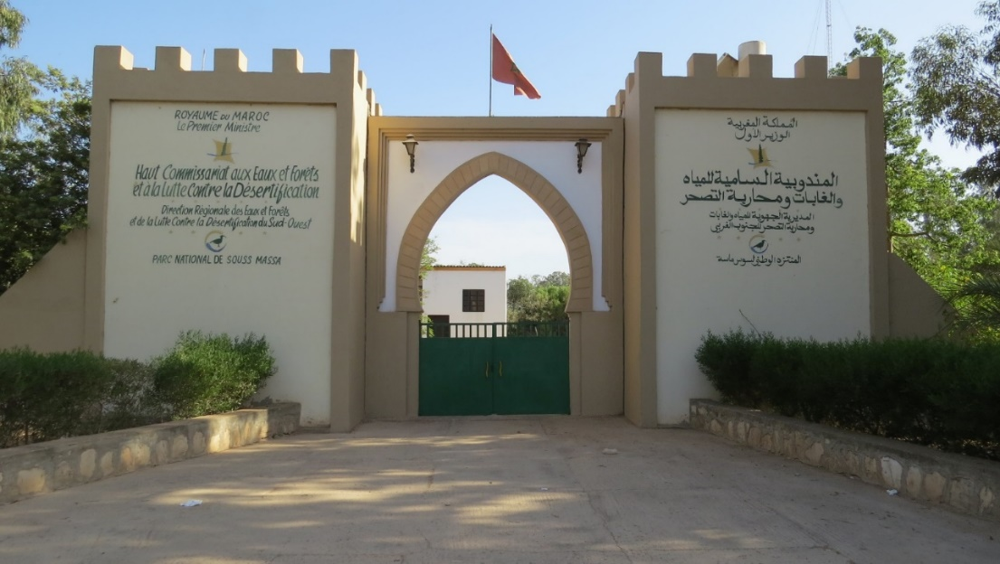 ROYAUME DU MAROC
Le Premier Ministre
Haut Commissariat aux Eaux et Forêts
et à la Lutte Contre la Désertification
Direction Régionale des Eaux et Forêts
et de la Lutte Contre la Désertification du Sud-Ouest
PARC NATIONAL DE SOUSS MASSA
المملكة المغربية
الوزير الأول
المندوبية السامية للمياه
والغابات ومحاربة التصحر
المديرية الجهوية للمياه والغابات
ومحاربة التصحر للجنوب الغربي
المنتزه الوطني لسوس ماسة